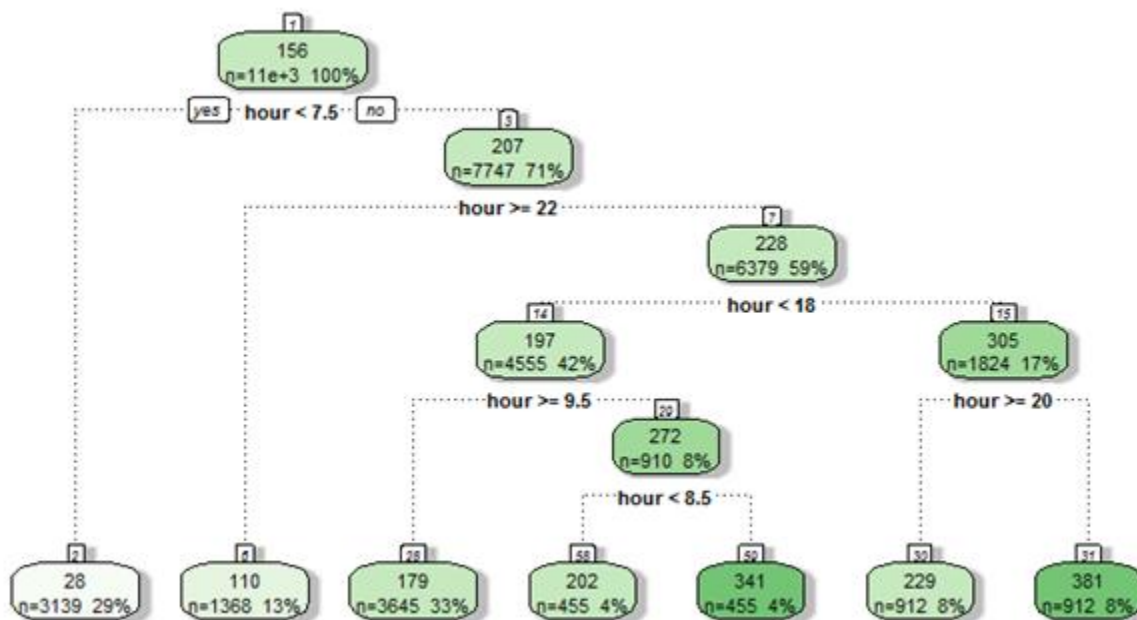 1
156
n=11e+3 100%
yes hour < 7.5 no
3
207
n=7747 71%
hour >= 22
7
228
n=6379 59%
hour < 18
14 15
197 305
n=4555 42% n=1824 17%
hour >= 9.5 hour >= 20
29
272
n=910 8%
hour < 8.5
2 6 28 58 59 30 31
28 110 179 202 341 229 381
n=3139 29% n=1368 13% n=3645 33% n=455 4% n=455 4% n=912 8% n=912 8%